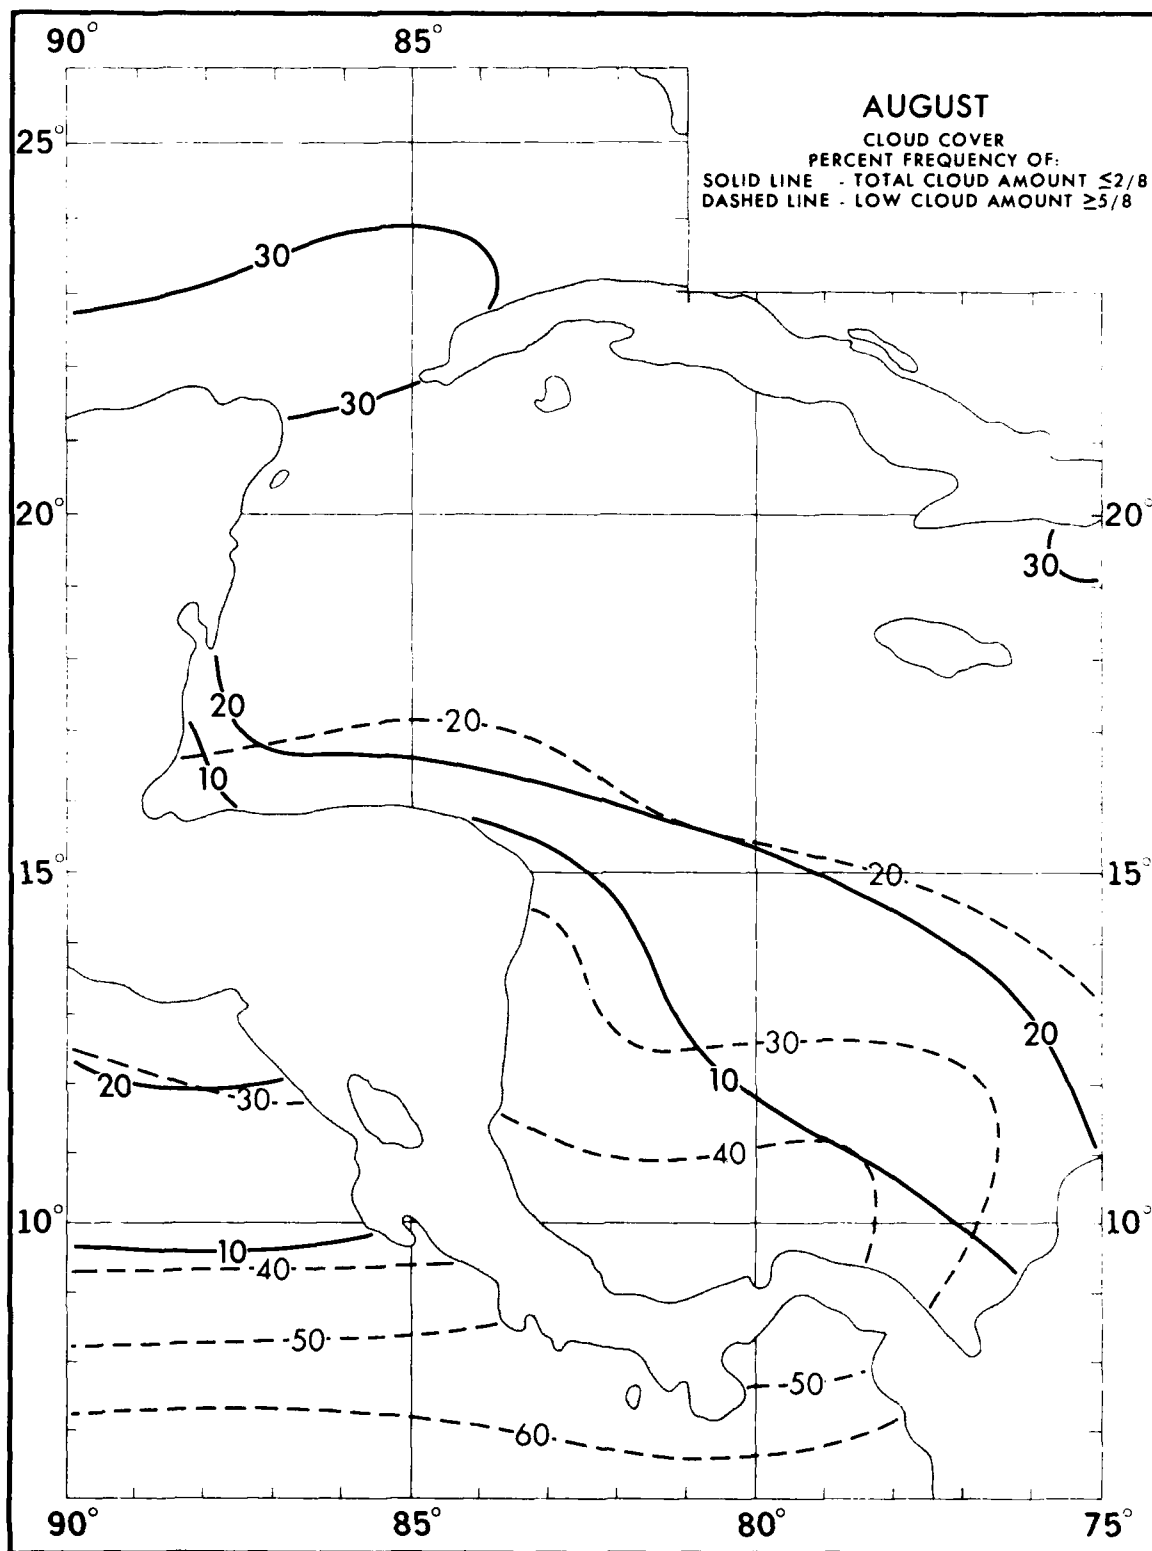 90° 85°
AUGUST
CLOUD COVER
PERCENT FREQUENCY OF:
SOLID LINE - TOTAL CLOUD AMOUNT ≤2/8
DASHED LINE - LOW CLOUD AMOUNT ≥5/8
25°
30
30
20° 20°
30
20
20
10
15° 20 15°
20
30
10
20 30
40
10° 10°
10
40
50
50
60
90° 85° 80° 75°